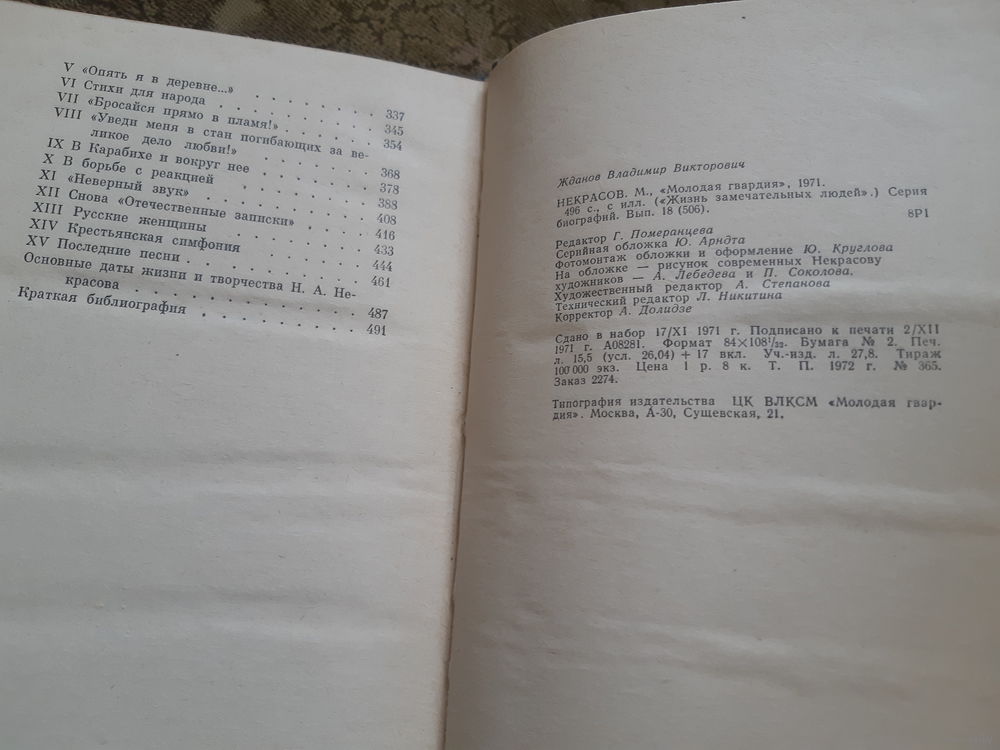 V «Опять я в деревне...» . . . . . . . . 337
VI Стихи для народа . . . . . . . . . 345
VII «Бросайся прямо в пламя!» . . . . . . 354
VIII «Уведи меня в стан погибающих за ве-
ликое дело любви!» . . . . . . 368
IX В Карабихе и вокруг нее . . . . . . 378
X В борьбе с реакцией . . . . . . . 388
XI «Неверный звук» . . . . . . . . 408
XII Снова «Отечественные записки» . . . . 416
XIII Русские женщины . . . . . . . . 433
XIV Крестьянская симфония . . . . . . 444
XV Последние песни . . . . . . . . . 461
Основные даты жизни и творчества Н. А. Не-
красова . . . . . . . . . . . 487
Краткая библиография . . . . . . . . 491
Жданов Владимир Викторович
НЕКРАСОВ. М., «Молодая гвардия», 1971.
496 с., с илл. («Жизнь замечательных людей».) Серия
биографий. Вып. 18 (506).
8Р1
Редактор Г. Померанцева
Серийная обложка Ю. Арндта
Фотомонтаж обложки и оформление Ю. Круглова
На обложке — рисунок современных Некрасову
художников — А. Лебедева и П. Соколова.
Художественный редактор А. Степанова
Технический редактор Л. Никитина
Корректор А. Долидзе
Сдано в набор 17/XI 1971 г. Подписано к печати 2/XII
1971 г. А08281. Формат 84×108¹/₃₂. Бумага № 2. Печ.
л. 15,5 (усл. 26,04) + 17 вкл. Уч.-изд. л. 27,8. Тираж
100 000 экз. Цена 1 р. 8 к. Т. П. 1972 г. № 365.
Заказ 2274.
Типография издательства ЦК ВЛКСМ «Молодая гвар-
дия». Москва, А-30, Сущевская, 21.